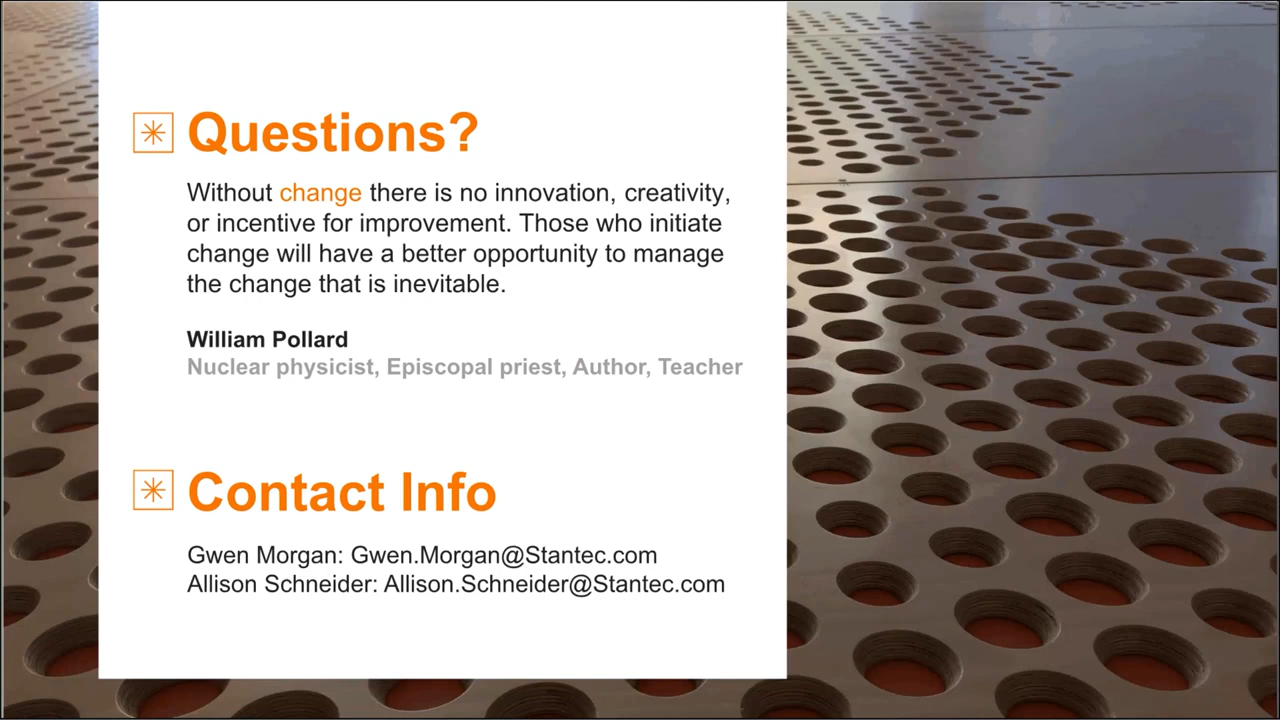 Questions?
Without change there is no innovation, creativity,
or incentive for improvement. Those who initiate
change will have a better opportunity to manage
the change that is inevitable.
William Pollard
Nuclear physicist, Episcopal priest, Author, Teacher
Contact Info
Gwen Morgan: Gwen.Morgan@Stantec.com
Allison Schneider: Allison.Schneider@Stantec.com